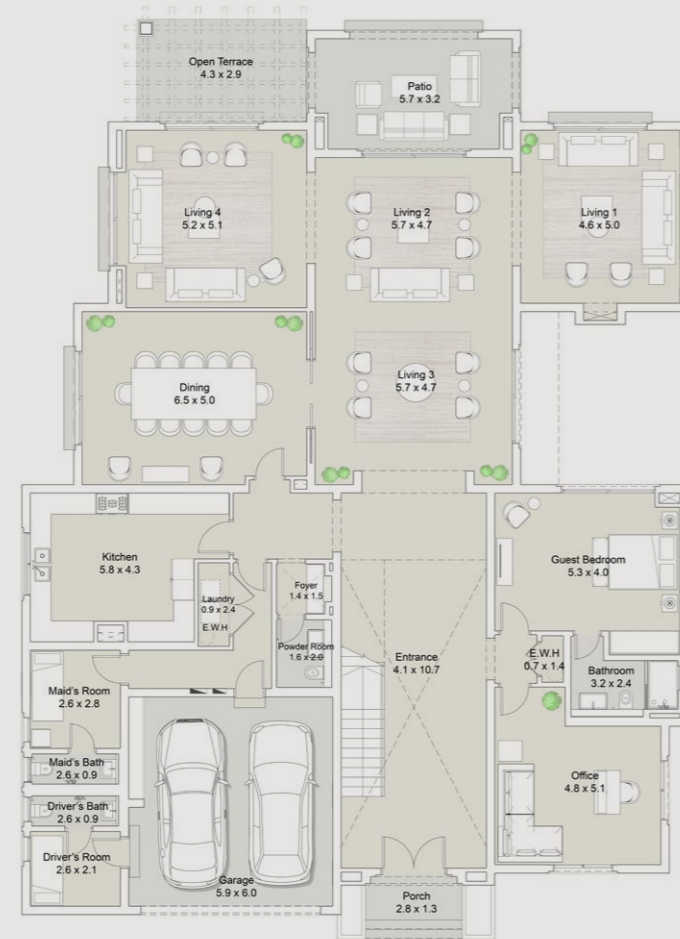 Open Terrace
4.3 x 2.9
Patio
5.7 x 3.2
Living 4
5.2 x 5.1
Living 2
5.7 x 4.7
Living 1
4.6 x 5.0
Living 3
5.7 x 4.7
Dining
6.5 x 5.0
Kitchen
5.8 x 4.3
Laundry
0.9 x 2.4
E.W.H
Foyer
1.4 x 1.5
Powder Room
1.6 x 2.0
Guest Bedroom
5.3 x 4.0
Entrance
4.1 x 10.7
E.W.H
0.7 x 1.4
Bathroom
3.2 x 2.4
Maid's Room
2.6 x 2.8
Maid's Bath
2.6 x 0.9
Driver's Bath
2.6 x 0.9
Driver's Room
2.6 x 2.1
Office
4.8 x 5.1
Garage
5.9 x 6.0
Porch
2.8 x 1.3